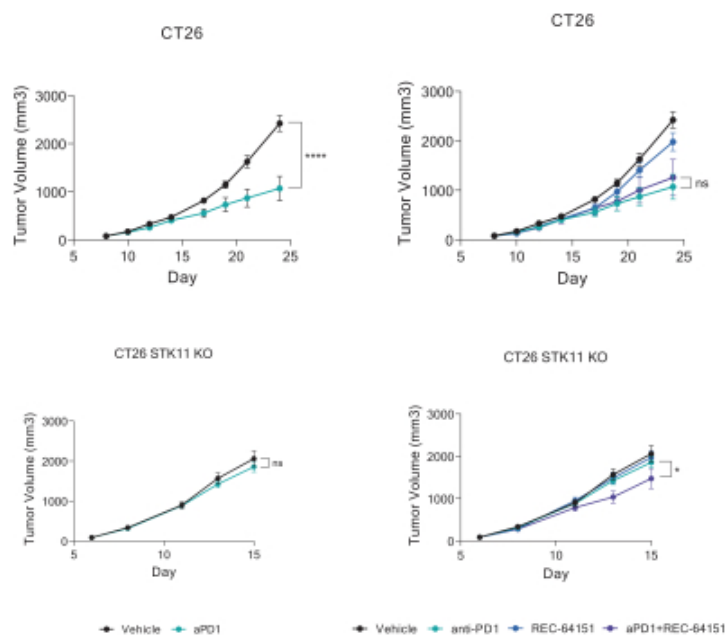 CT26
Tumor Volume (mm3)
3000
2000
1000
0
5
10
15
20
25
Day
****
CT26
Tumor Volume (mm3)
3000
2000
1000
0
5
10
15
20
25
Day
ns
CT26 STK11 KO
Tumor Volume (mm3)
3000
2000
1000
0
5
10
15
Day
ns
CT26 STK11 KO
Tumor Volume (mm3)
3000
2000
1000
0
5
10
15
Day
*
Vehicle aPD1
Vehicle anti-PD1 REC-64151 aPD1+REC-64151